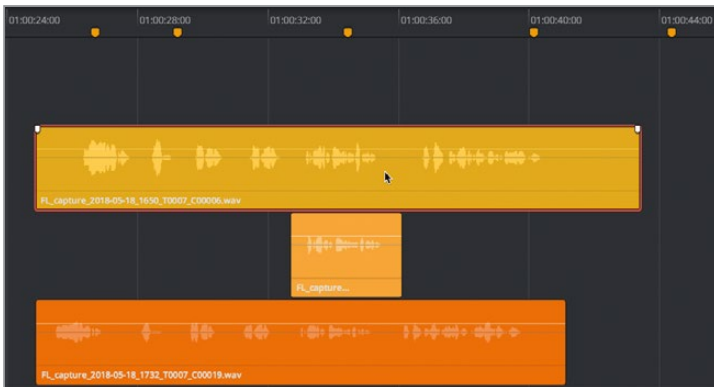 01:00:24:00 01:00:28:00 01:00:32:00 01:00:36:00 01:00:40:00 01:00:44:00
FL_capture_2018-05-18_1650_T0007_C00006.wav
FL_capture...
FL_capture_2018-05-18_1732_T0007_C00019.wav